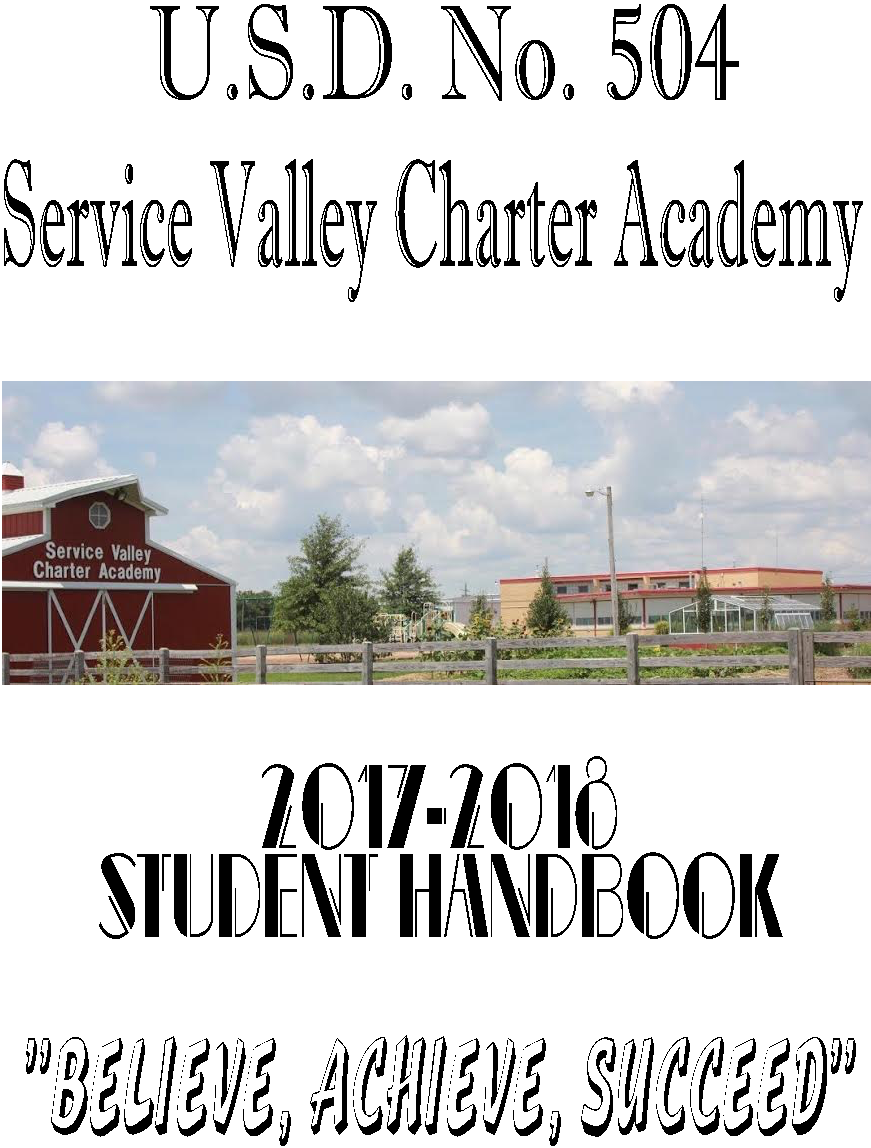 U.S.D. No. 504
Service Valley Charter Academy
Service Valley
Charter Academy
2017-2018
STUDENT HANDBOOK
"BELIEVE, ACHIEVE, SUCCEED"